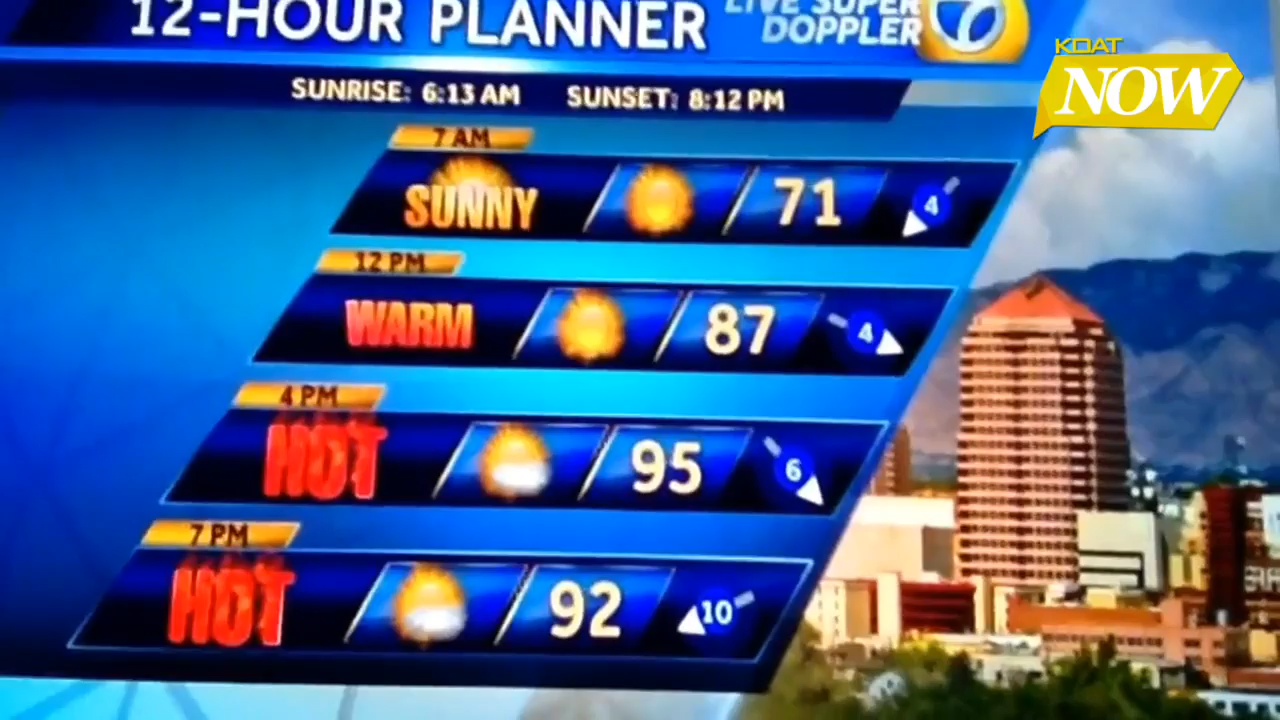 12-HOUR PLANNER
LIVE SUPER
DOPPLER
7
KOAT
NOW
SUNRISE: 6:13 AM SUNSET: 8:12 PM
7 AM
SUNNY 71 4
12 PM
WARM 87 4
4 PM
HOT 95 6
7 PM
HOT 92 10